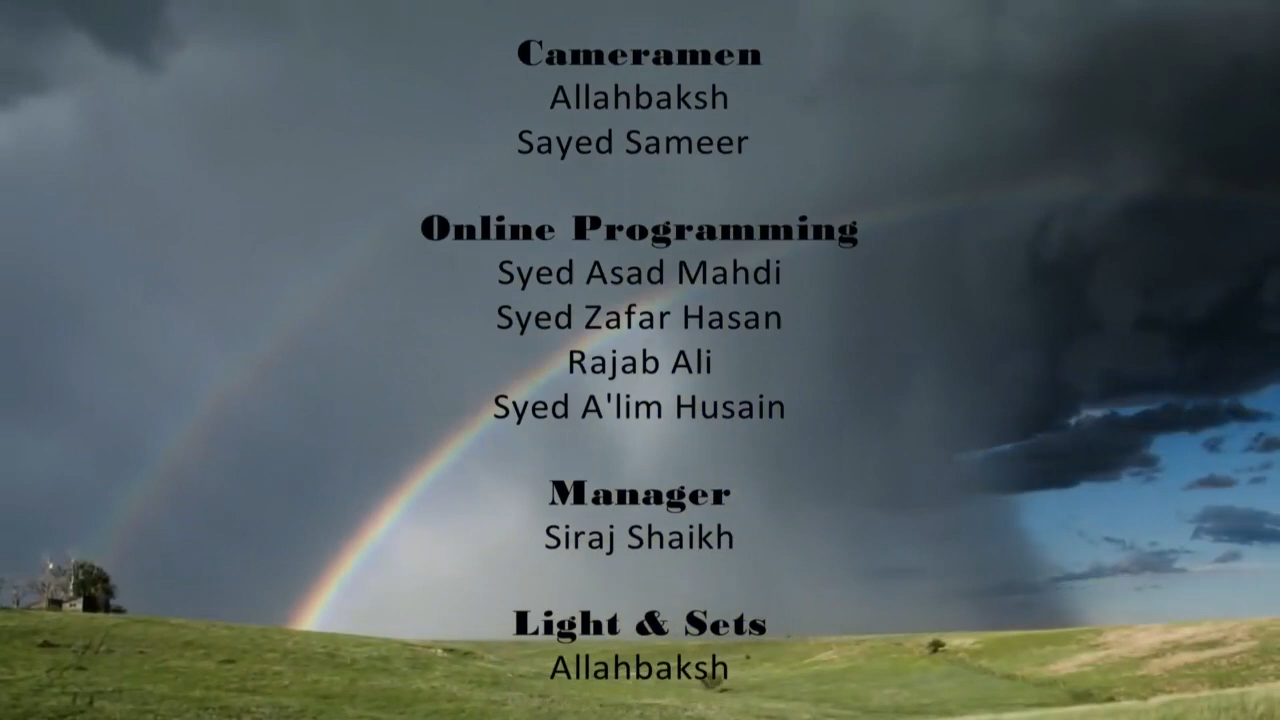 Cameramen
Allahbaksh
Sayed Sameer
Online Programming
Syed Asad Mahdi
Syed Zafar Hasan
Rajab Ali
Syed A'lim Husain
Manager
Siraj Shaikh
Light & Sets
Allahbaksh